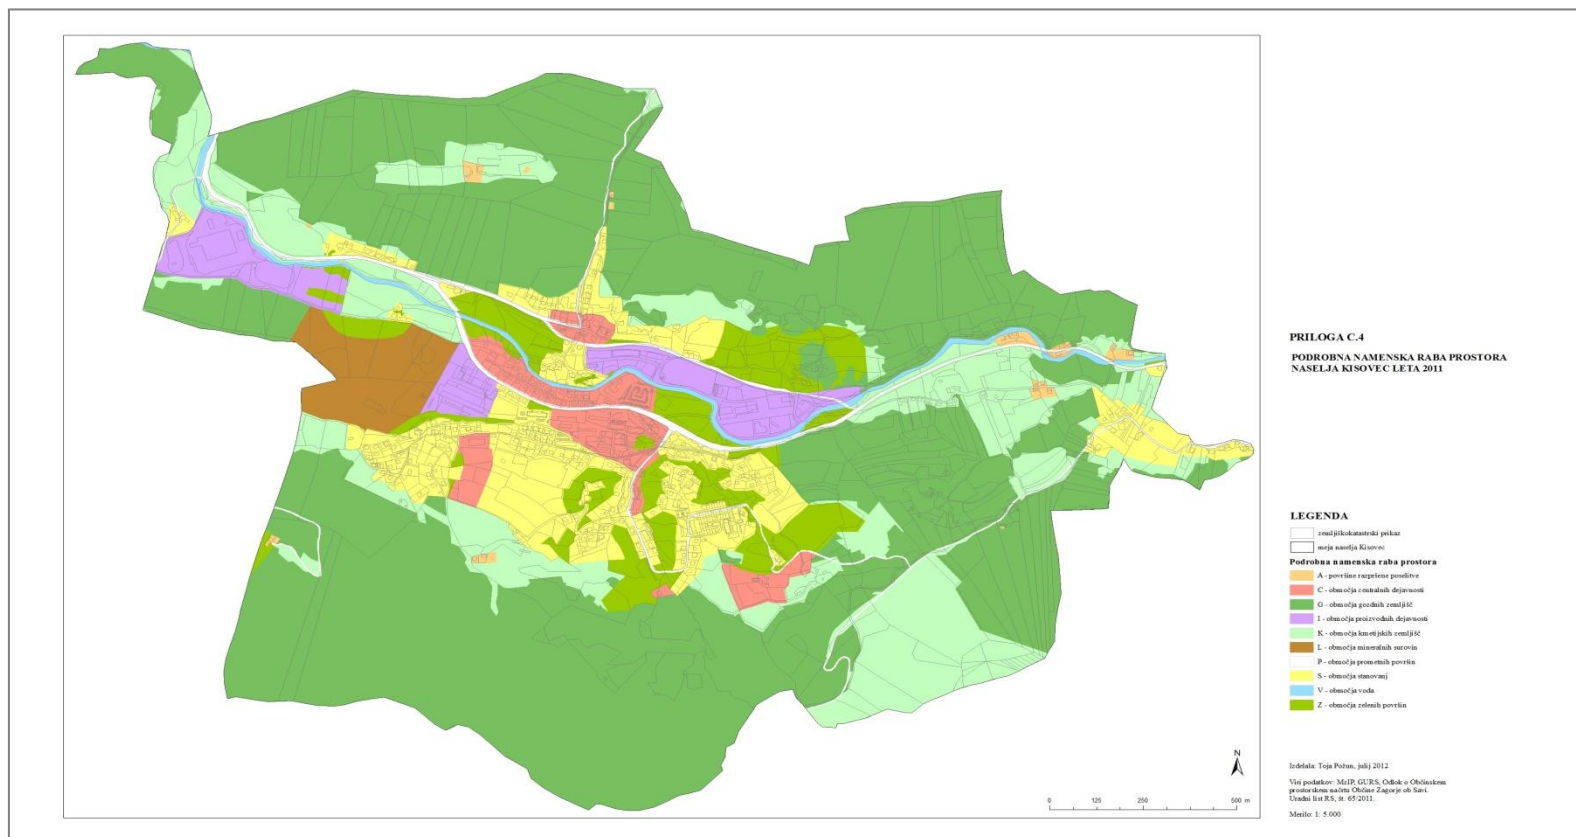 PRILOGA C.4
PODROBNA NAMENSKA RABA PROSTORA
NASELJA KISOVEC LETA 2011
LEGENDA
zemljiškokatastrski prikaz
meja naselja Kisovec
Podrobna namenska raba prostora
A - površine razpršene poselitve
C - območja centralnih dejavnosti
G - območja gozdnih zemljišč
I - območja proizvodnih dejavnosti
K - območja kmetijskih zemljišč
L - območja mineralnih surovin
P - območja prometnih površin
S - območja stanovanj
V - območja voda
Z - območja zelenih površin
N
0 125 250 500 m
Izdelala: Toja Požun, julij 2012
Viri podatkov: MzIP, GURS, Odlok o Občinskem
prostorskem načrtu Občine Zagorje ob Savi.
Uradni list RS, št. 65/2011.
Merilo: 1: 5.000